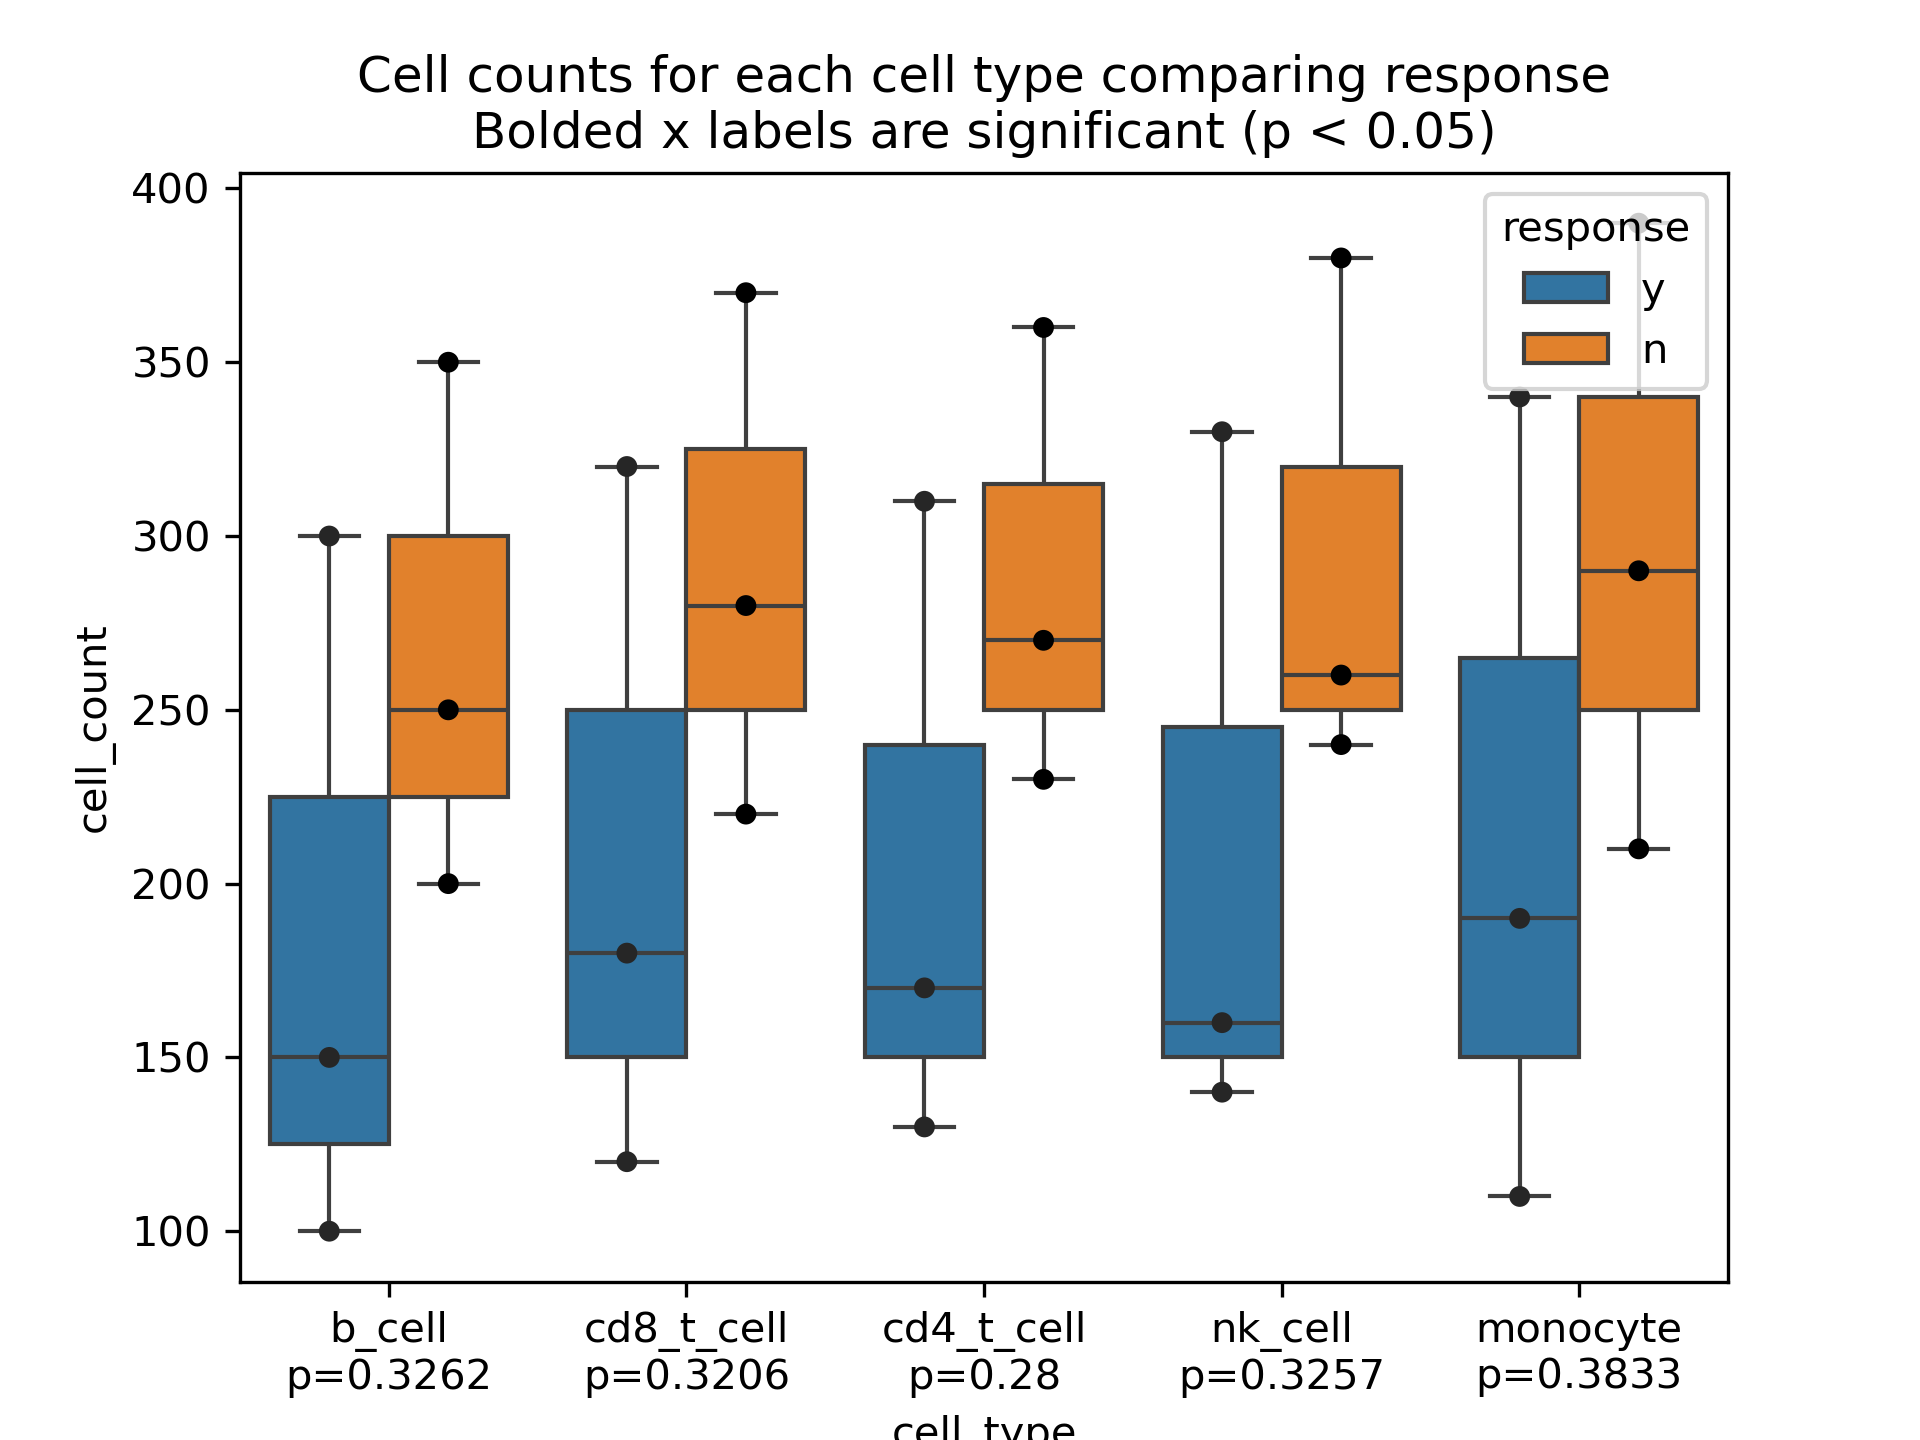 Cell counts for each cell type comparing response
Bolded x labels are significant (p < 0.05)
response
y
n
cell_count
400
350
300
250
200
150
100
b_cell
p=0.3262
cd8_t_cell
p=0.3206
cd4_t_cell
p=0.28
nk_cell
p=0.3257
monocyte
p=0.3833
cell_type